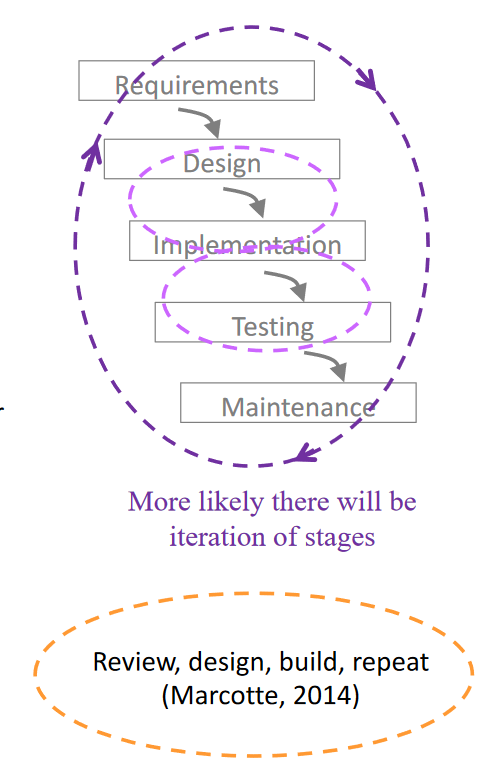 Requirements
Design
Implementation
Testing
Maintenance
r
More likely there will be
iteration of stages
Review, design, build, repeat
(Marcotte, 2014)